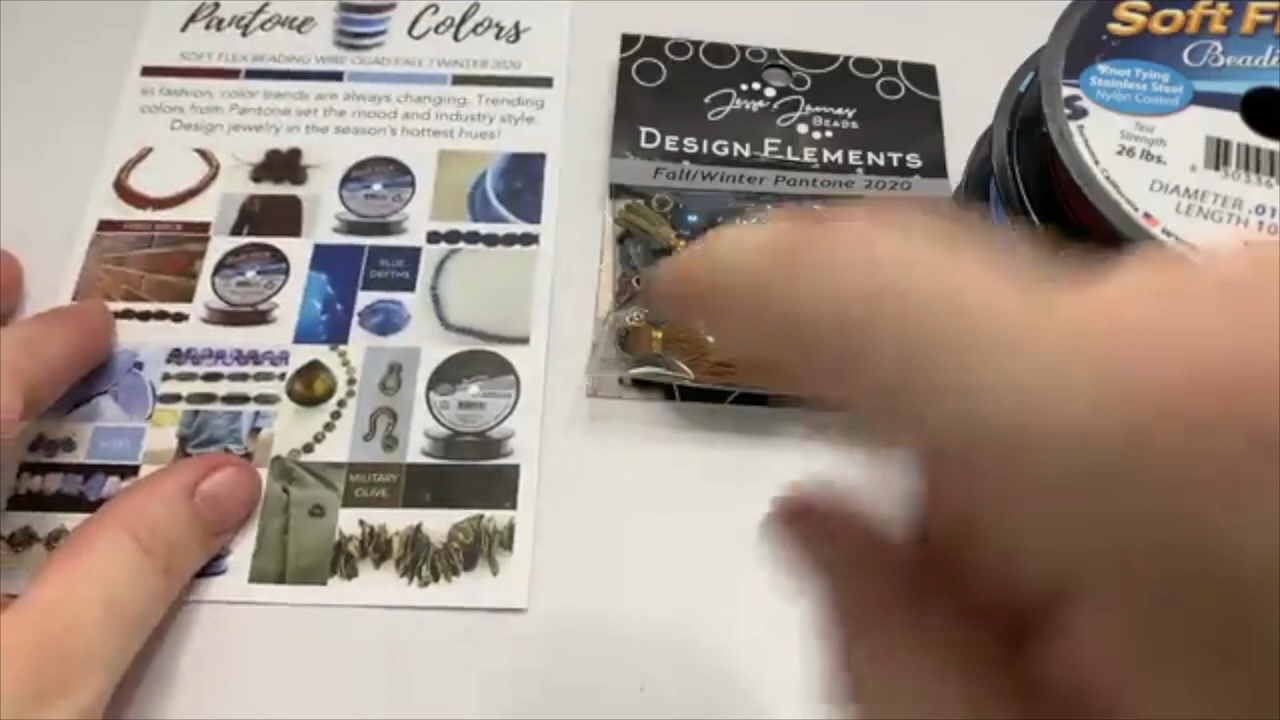 Pantone Colors
SOFT FLEX BEADING WIRE QUAD FALL / WINTER 2020
In fashion, color trends are always changing. Trending
colors from Pantone set the mood and industry style.
Design jewelry in the season's hottest hues!
FIRED BRICK
BLUE
DEPTHS
MILITARY
OLIVE
Jesse James
BEADS
DESIGN ELEMENTS
Fall/Winter Pantone 2020
Soft F
Beadi
Knot Tying
Stainless Steel
Nylon Coated
Test
Strength
26 lbs.
DIAMETER .01
LENGTH 10